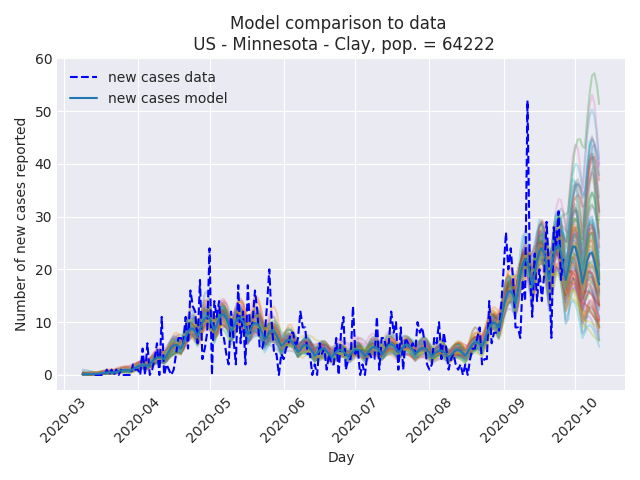 Model comparison to data
US - Minnesota - Clay, pop. = 64222
new cases data
new cases model
Number of new cases reported
60
50
40
30
20
10
0
2020-03
2020-04
2020-05
2020-06
2020-07
2020-08
2020-09
2020-10
Day